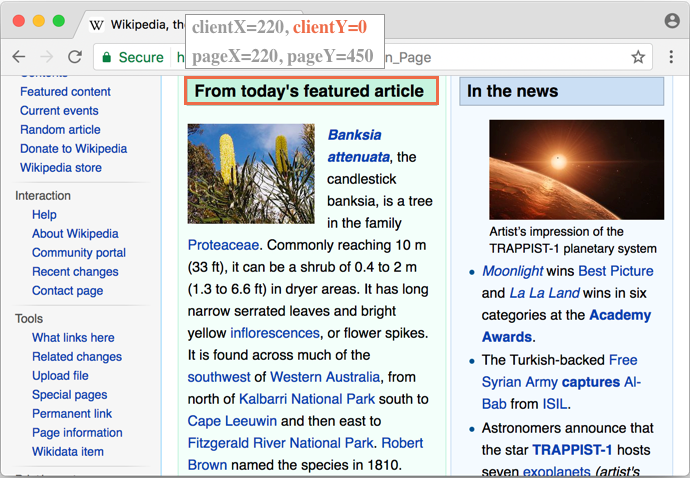 Wikipedia, the
clientX=220, clientY=0
pageX=220, pageY=450
Secure
h
n_Page
Contents
Featured content
Current events
Random article
Donate to Wikipedia
Wikipedia store
Interaction
Help
About Wikipedia
Community portal
Recent changes
Contact page
Tools
What links here
Related changes
Upload file
Special pages
Permanent link
Page information
Wikidata item
From today's featured article
Banksia
attenuata, the
candlestick
banksia, is a tree
in the family
Proteaceae. Commonly reaching 10 m
(33 ft), it can be a shrub of 0.4 to 2 m
(1.3 to 6.6 ft) in dryer areas. It has long
narrow serrated leaves and bright
yellow inflorescences, or flower spikes.
It is found across much of the
southwest of Western Australia, from
north of Kalbarri National Park south to
Cape Leeuwin and then east to
Fitzgerald River National Park. Robert
Brown named the species in 1810.
In the news
Artist's impression of the
TRAPPIST-1 planetary system
Moonlight wins Best Picture
and La La Land wins in six
categories at the Academy
Awards.
The Turkish-backed Free
Syrian Army captures Al-
Bab from ISIL.
Astronomers announce that
the star TRAPPIST-1 hosts
seven exoplanets (artist's